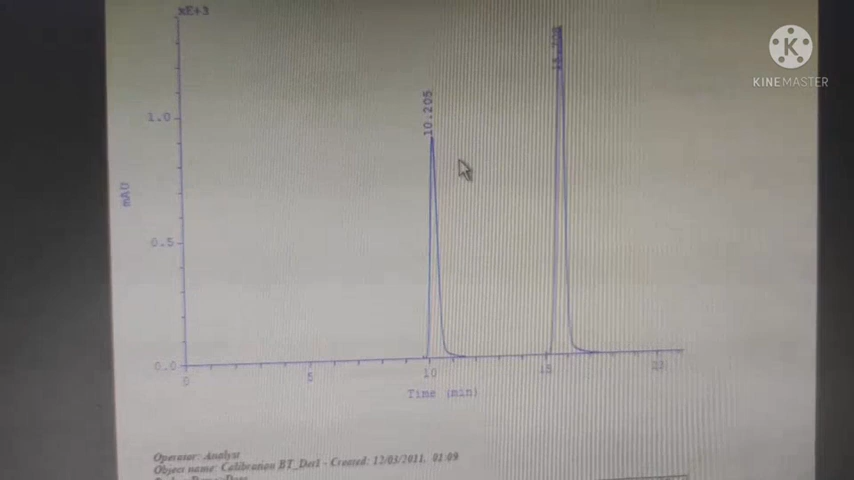 xE+3
10.205
1.0
mAU
0.5
0.0
0
5
10
15
20
Time (min)
Operator: Analyst
Object name: Calibration BT_Det1 - Created: 12/03/2011, 01:09
KINEMASTER